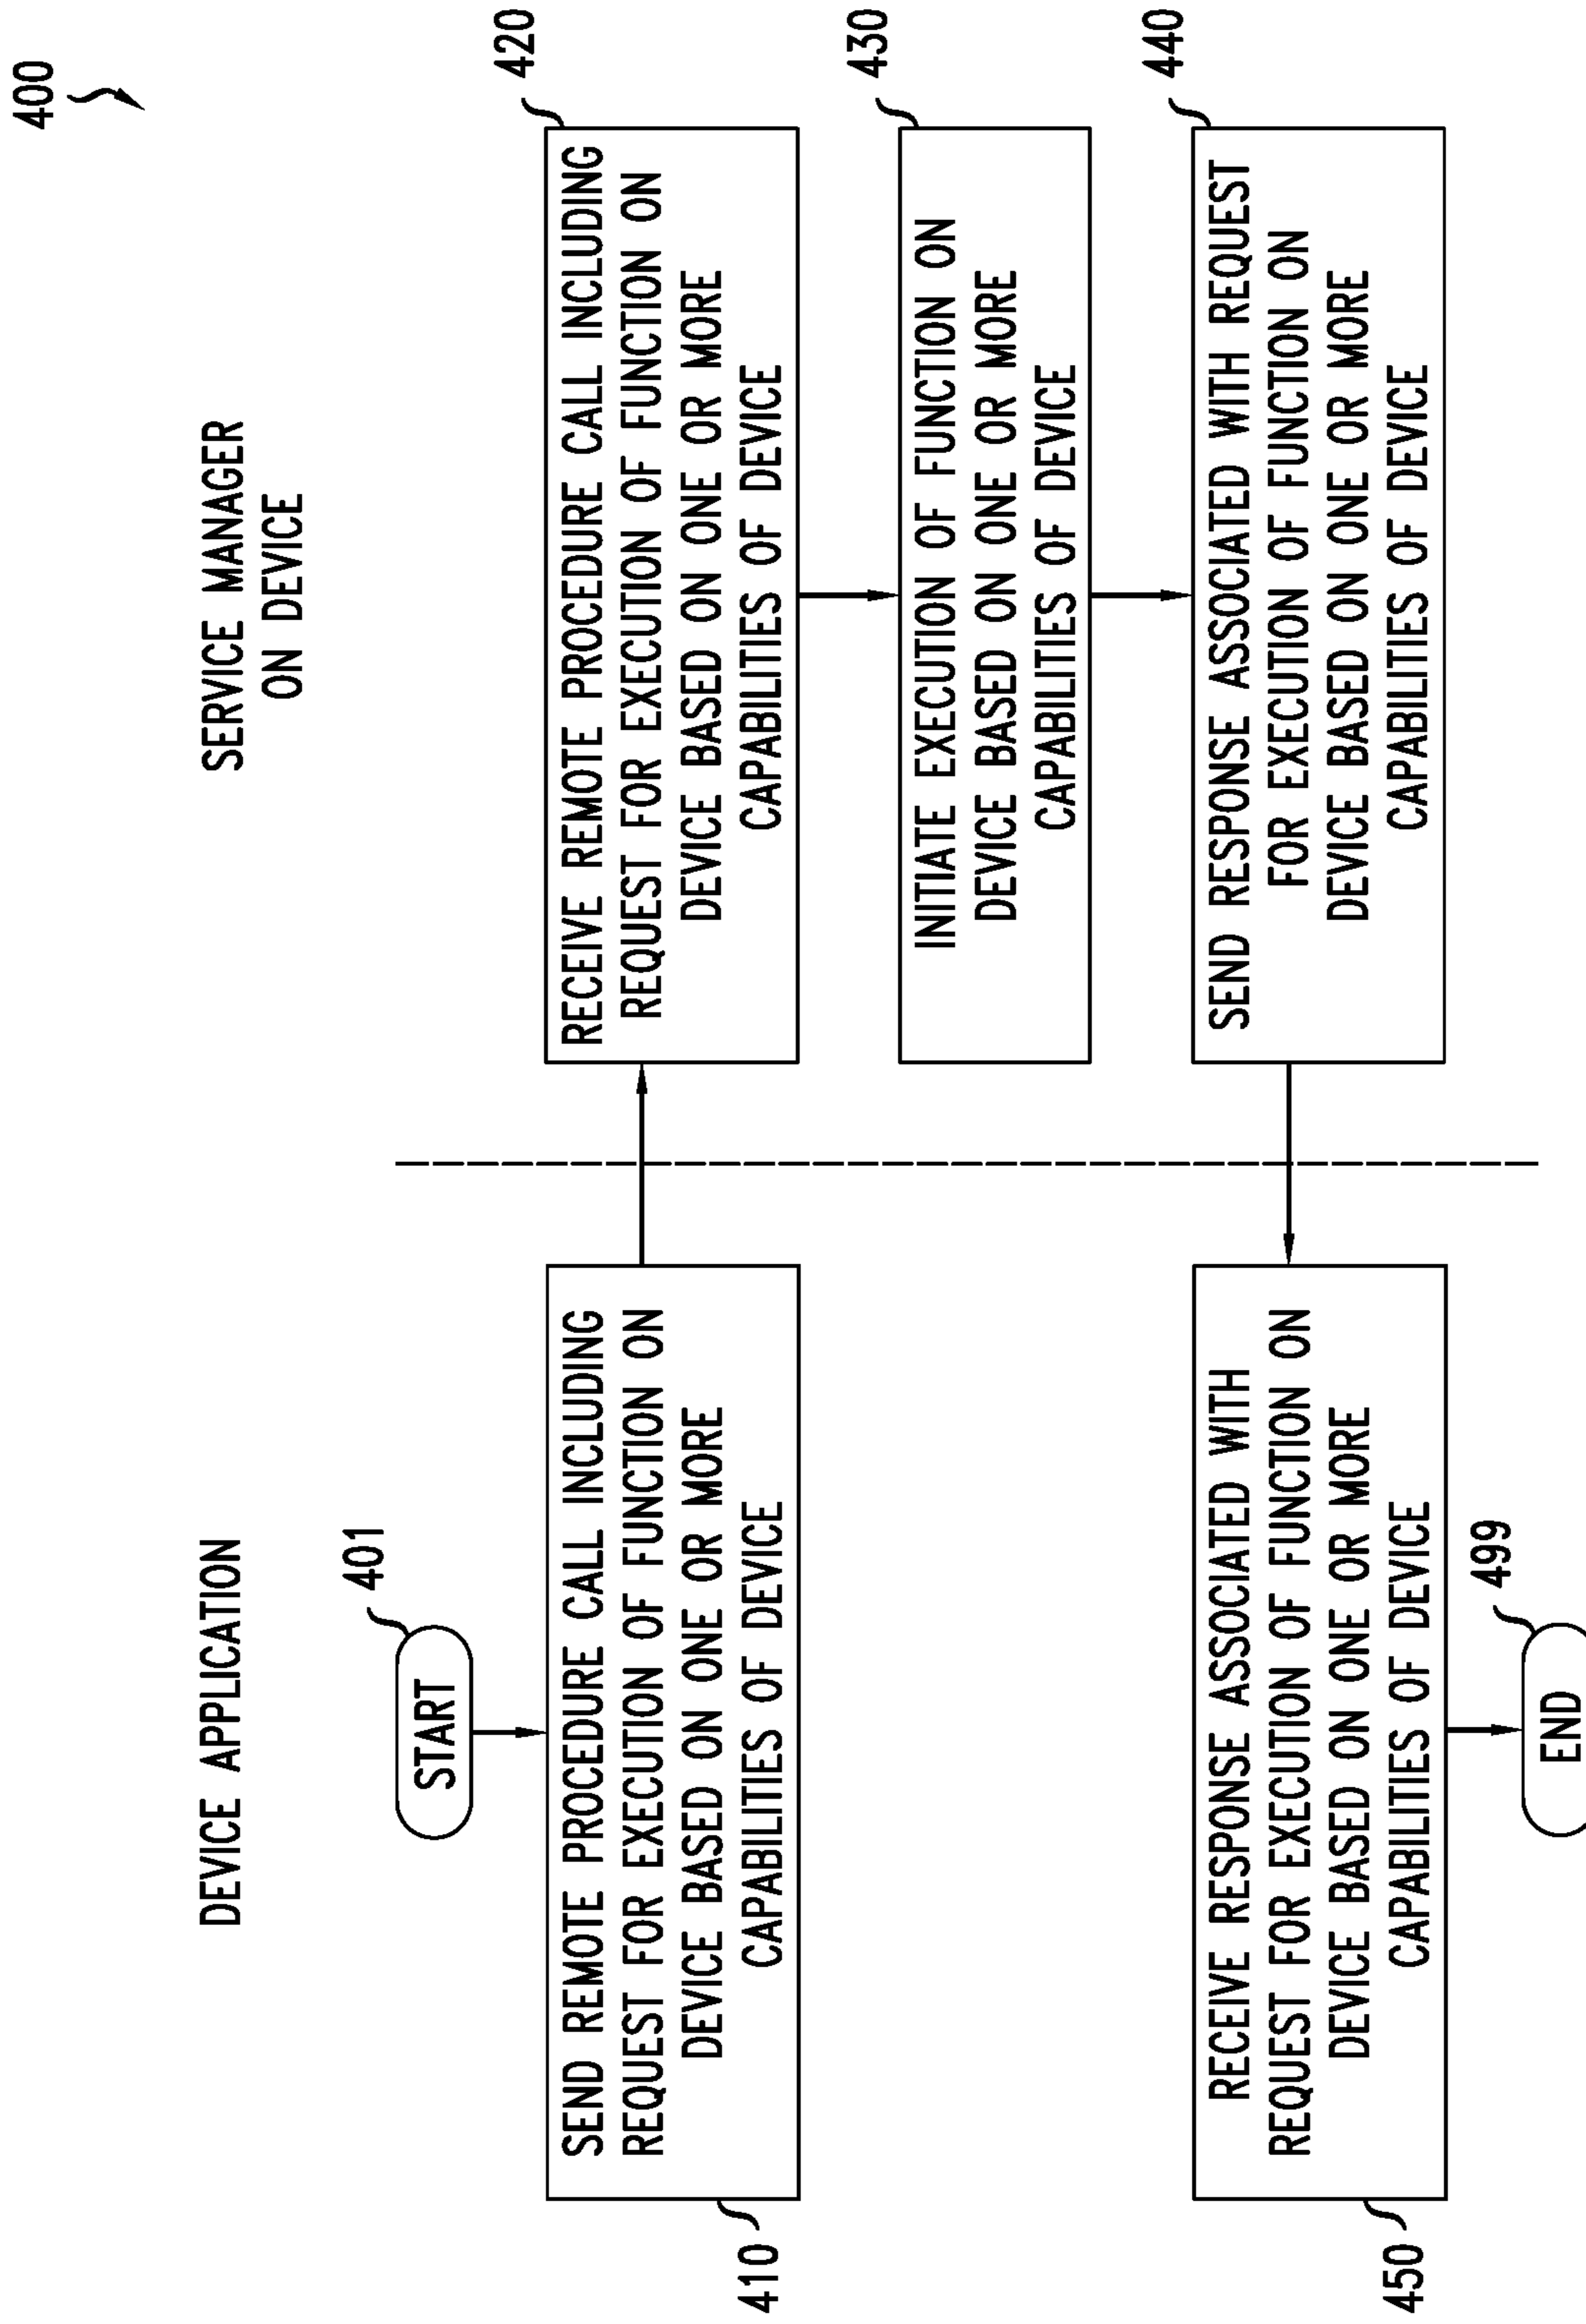 400
DEVICE APPLICATION
SERVICE MANAGER
ON DEVICE
401
START
410
SEND REMOTE PROCEDURE CALL INCLUDING
REQUEST FOR EXECUTION OF FUNCTION ON
DEVICE BASED ON ONE OR MORE
CAPABILITIES OF DEVICE
420
RECEIVE REMOTE PROCEDURE CALL INCLUDING
REQUEST FOR EXECUTION OF FUNCTION ON
DEVICE BASED ON ONE OR MORE
CAPABILITIES OF DEVICE
430
INITIATE EXECUTION OF FUNCTION ON
DEVICE BASED ON ONE OR MORE
CAPABILITIES OF DEVICE
440
SEND RESPONSE ASSOCIATED WITH REQUEST
FOR EXECUTION OF FUNCTION ON
DEVICE BASED ON ONE OR MORE
CAPABILITIES OF DEVICE
450
RECEIVE RESPONSE ASSOCIATED WITH
REQUEST FOR EXECUTION OF FUNCTION ON
DEVICE BASED ON ONE OR MORE
CAPABILITIES OF DEVICE
499
END